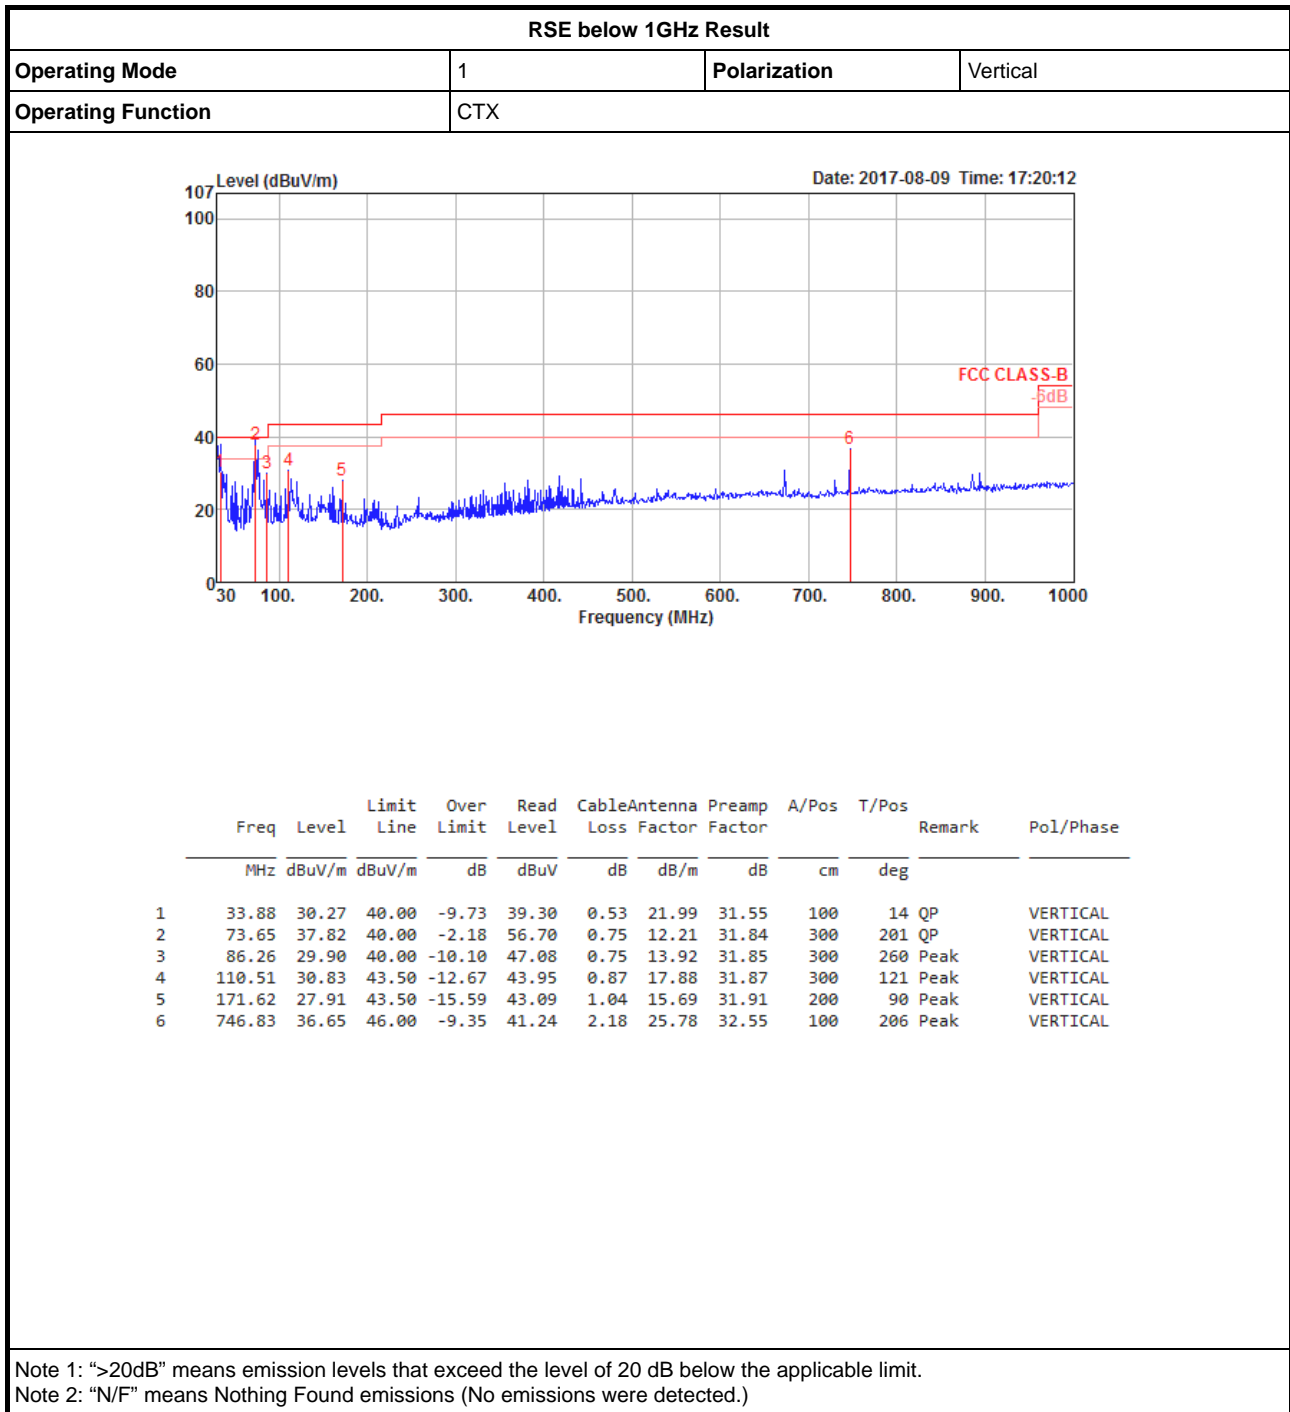 RSE below 1GHz Result
Operating Mode 1 Polarization Vertical
Operating Function CTX
107 Level (dBuV/m) Date: 2017-08-09 Time: 17:20:12
100
80
60
FCC CLASS-B
-6dB
40 2 6
3 4 5
20
0
30 100. 200. 300. 400. 500. 600. 700. 800. 900. 1000
Frequency (MHz)
Limit Over Read CableAntenna Preamp A/Pos T/Pos
Freq Level Line Limit Level Loss Factor Factor Remark Pol/Phase
MHz dBuV/m dBuV/m dB dBuV dB dB/m dB cm deg
1 33.88 30.27 40.00 -9.73 39.30 0.53 21.99 31.55 100 14 QP VERTICAL
2 73.65 37.82 40.00 -2.18 56.70 0.75 12.21 31.84 300 201 QP VERTICAL
3 86.26 29.90 40.00 -10.10 47.08 0.75 13.92 31.85 300 260 Peak VERTICAL
4 110.51 30.83 43.50 -12.67 43.95 0.87 17.88 31.87 300 121 Peak VERTICAL
5 171.62 27.91 43.50 -15.59 43.09 1.04 15.69 31.91 200 90 Peak VERTICAL
6 746.83 36.65 46.00 -9.35 41.24 2.18 25.78 32.55 100 206 Peak VERTICAL
Note 1: “>20dB” means emission levels that exceed the level of 20 dB below the applicable limit.
Note 2: “N/F” means Nothing Found emissions (No emissions were detected.)